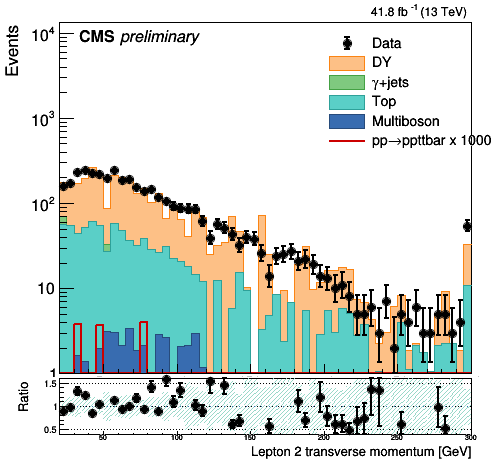 41.8 fb⁻¹ (13 TeV)
CMS preliminary
Events
10⁴
10³
10²
10
1
Data
DY
γ+jets
Top
Multiboson
pp→ppttbar x 1000
Ratio
1.5
1
0.5
50 100 150 200 250 300
Lepton 2 transverse momentum [GeV]